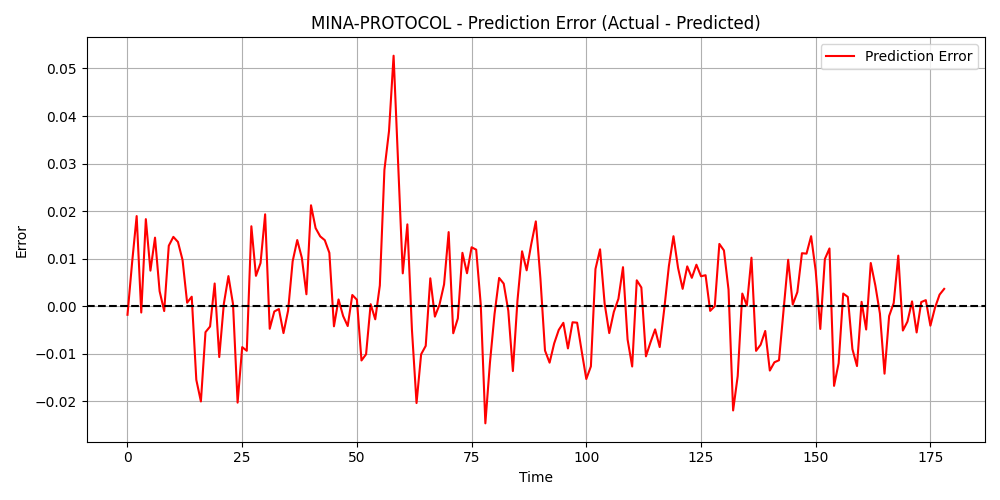 MINA-PROTOCOL - Prediction Error (Actual - Predicted)
Prediction Error
0.05
0.04
0.03
0.02
0.01
0.00
−0.01
−0.02
Error
0 25 50 75 100 125 150 175
Time